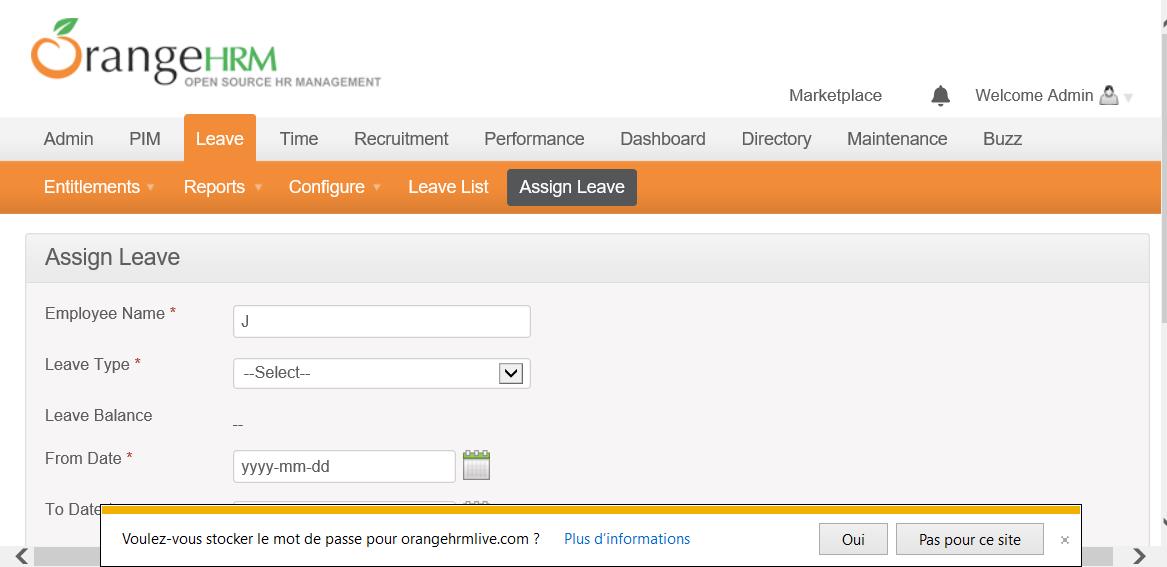 OrangeHRM
OPEN SOURCE HR MANAGEMENT
Marketplace Welcome Admin
Admin PIM Leave Time Recruitment Performance Dashboard Directory Maintenance Buzz
Entitlements Reports Configure Leave List Assign Leave
Assign Leave
Employee Name * J
Leave Type * --Select--
Leave Balance --
From Date * yyyy-mm-dd
To Date
Voulez-vous stocker le mot de passe pour orangehrmlive.com ? Plus d'informations Oui Pas pour ce site ×